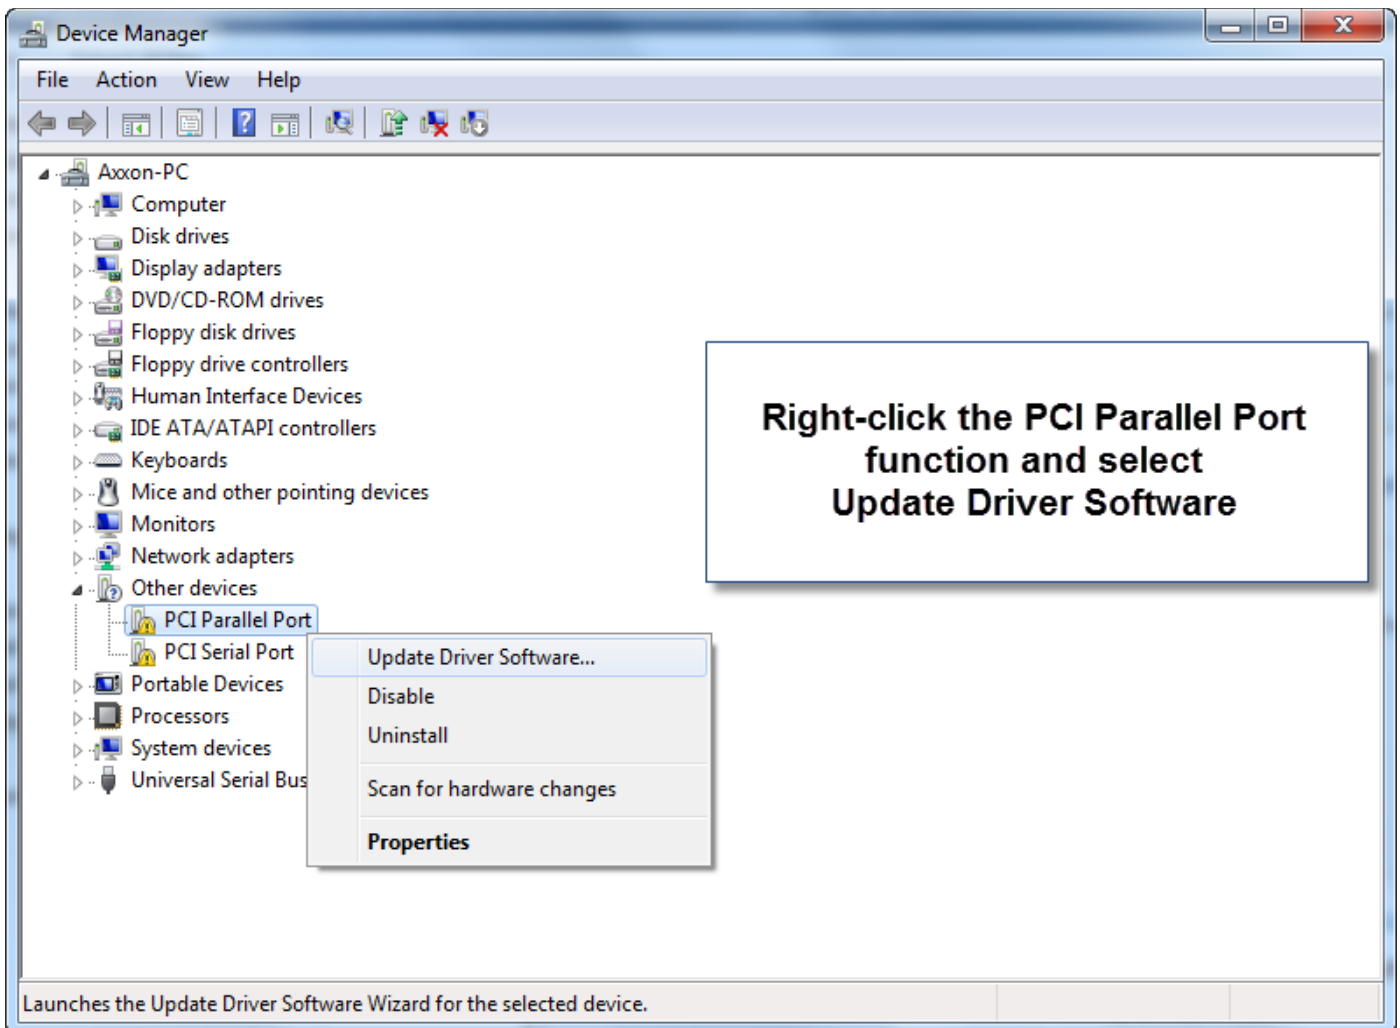 Device Manager
File Action View Help
Axxon-PC
Computer
Disk drives
Display adapters
DVD/CD-ROM drives
Floppy disk drives
Floppy drive controllers
Human Interface Devices
IDE ATA/ATAPI controllers
Keyboards
Mice and other pointing devices
Monitors
Network adapters
Other devices
PCI Parallel Port
PCI Serial Port
Portable Devices
Processors
System devices
Universal Serial Bus
Update Driver Software...
Disable
Uninstall
Scan for hardware changes
Properties
Right-click the PCI Parallel Port
function and select
Update Driver Software
Launches the Update Driver Software Wizard for the selected device.